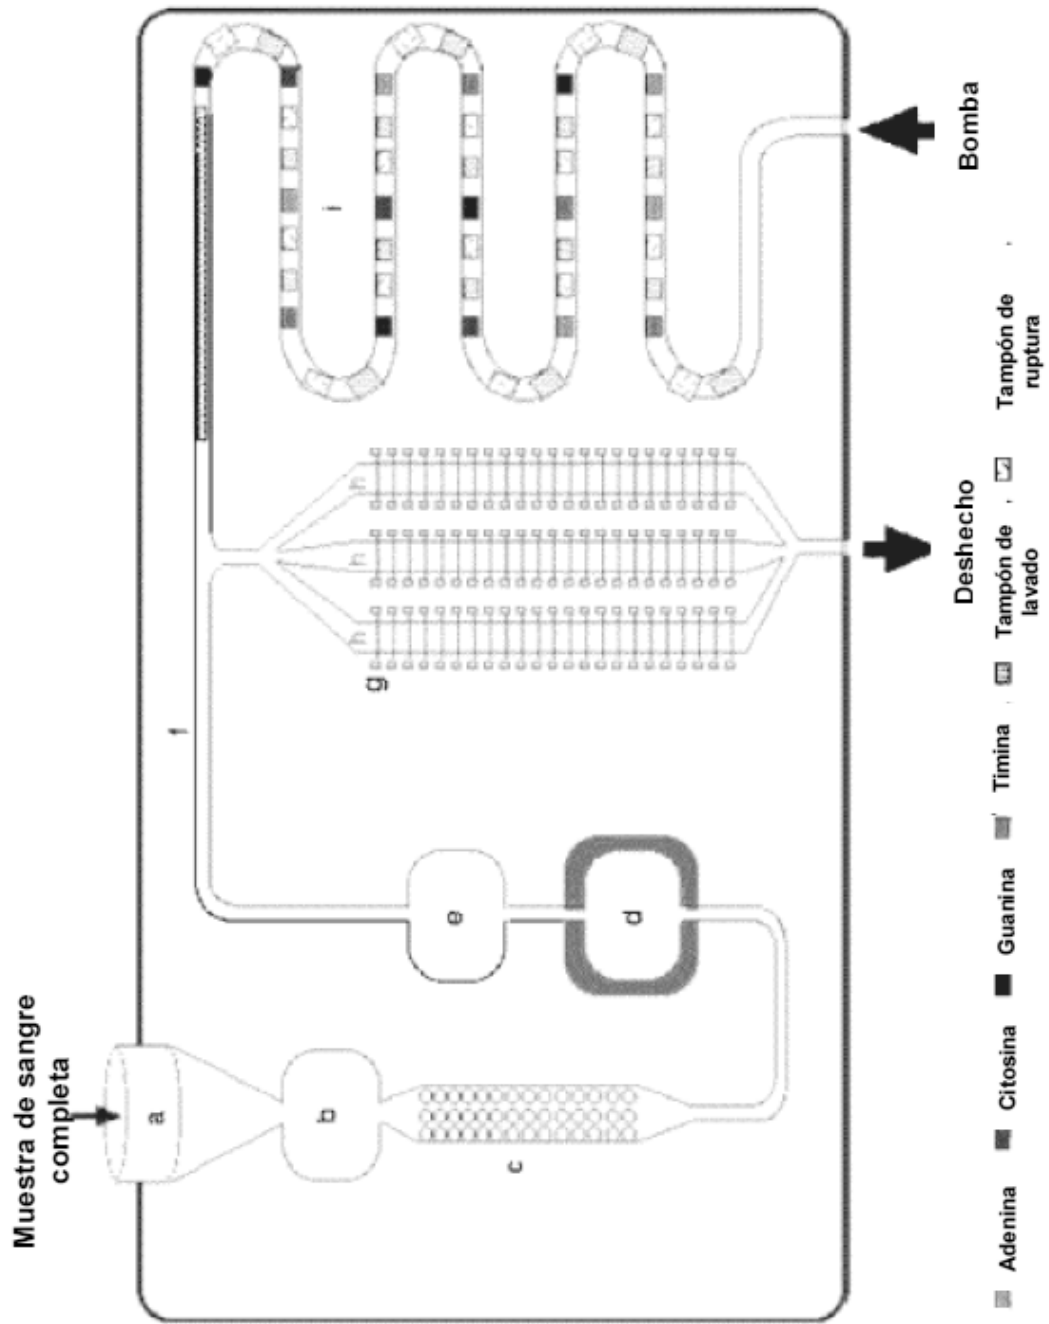 Muestra de sangre
completa
a
b
c
d
e
f
g
h
h
h
i
Deshecho
Bomba
Adenina
Citosina
Guanina
Timina
Tampón de
lavado
Tampón de
ruptura